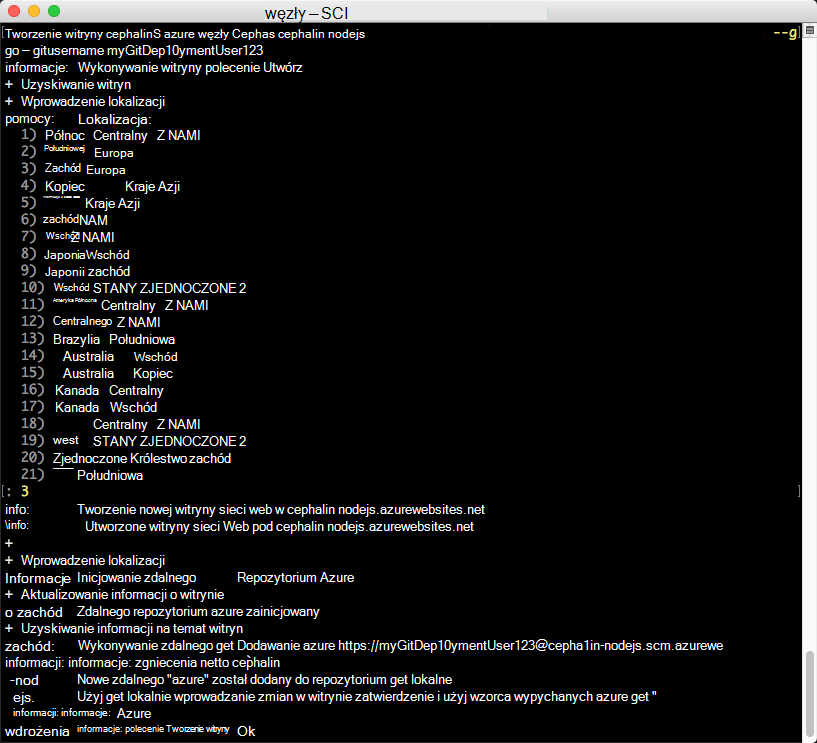 węzły – SCI
Tworzenie witryny cephalinS azure węzły Cephas cephalin nodejs --g
go – gitusername myGitDep10ymentUser123
informacje: Wykonywanie witryny polecenie Utwórz
+ Uzyskiwanie witryn
+ Wprowadzenie lokalizacji
pomocy: Lokalizacja:
1) Północ Centralny Z NAMI
2) Południowej Europa
3) Zachód Europa
4) Kopiec Kraje Azji
5) Kraje Azji
6) zachód NAM
7) Wschód Z NAMI
8) Japonia Wschód
9) Japonii zachód
10) Wschód STANY ZJEDNOCZONE 2
11) Ameryka Północna Centralny Z NAMI
12) Centralnego Z NAMI
13) Brazylia Południowa
14) Australia Wschód
15) Australia Kopiec
16) Kanada Centralny
17) Kanada Wschód
18) Centralny Z NAMI
19) west STANY ZJEDNOCZONE 2
20) Zjednoczone Królestwo zachód
21) Południowa
[: 3 ]
info: Tworzenie nowej witryny sieci web w cephalin nodejs.azurewebsites.net
\info: Utworzone witryny sieci Web pod cephalin nodejs.azurewebsites.net
+
+ Wprowadzenie lokalizacji
Informacje Inicjowanie zdalnego Repozytorium Azure
+ Aktualizowanie informacji o witrynie
o zachód Zdalnego repozytorium azure zainicjowany
+ Uzyskiwanie informacji na temat witryn
zachód: Wykonywanie zdalnego get Dodawanie azure https://myGitDep10ymentUser123@cepha1in-nodejs.scm.azurewe
informacji: informacje: zgniecenia netto cephalin
-nod Nowe zdalnego "azure" został dodany do repozytorium get lokalne
ejs. Użyj get lokalnie wprowadzanie zmian w witrynie zatwierdzenie i użyj wzorca wypychanych azure get "
informacji: informacje: Azure
wdrożenia informacje: polecenie Tworzenie witryny Ok